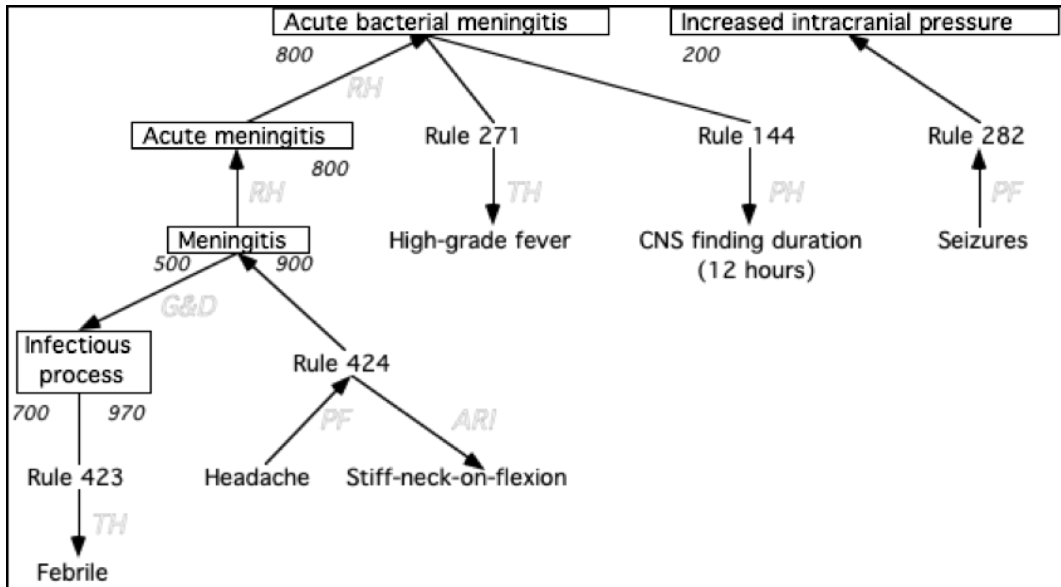 Acute bacterial meningitis
Increased intracranial pressure
800
200
RH
Acute meningitis
Rule 271
Rule 144
Rule 282
800
RH
TH
PH
PF
Meningitis
High-grade fever
CNS finding duration
(12 hours)
Seizures
500
900
G&D
Infectious
process
Rule 424
700
970
PF
ARI
Rule 423
Headache
Stiff-neck-on-flexion
TH
Febrile